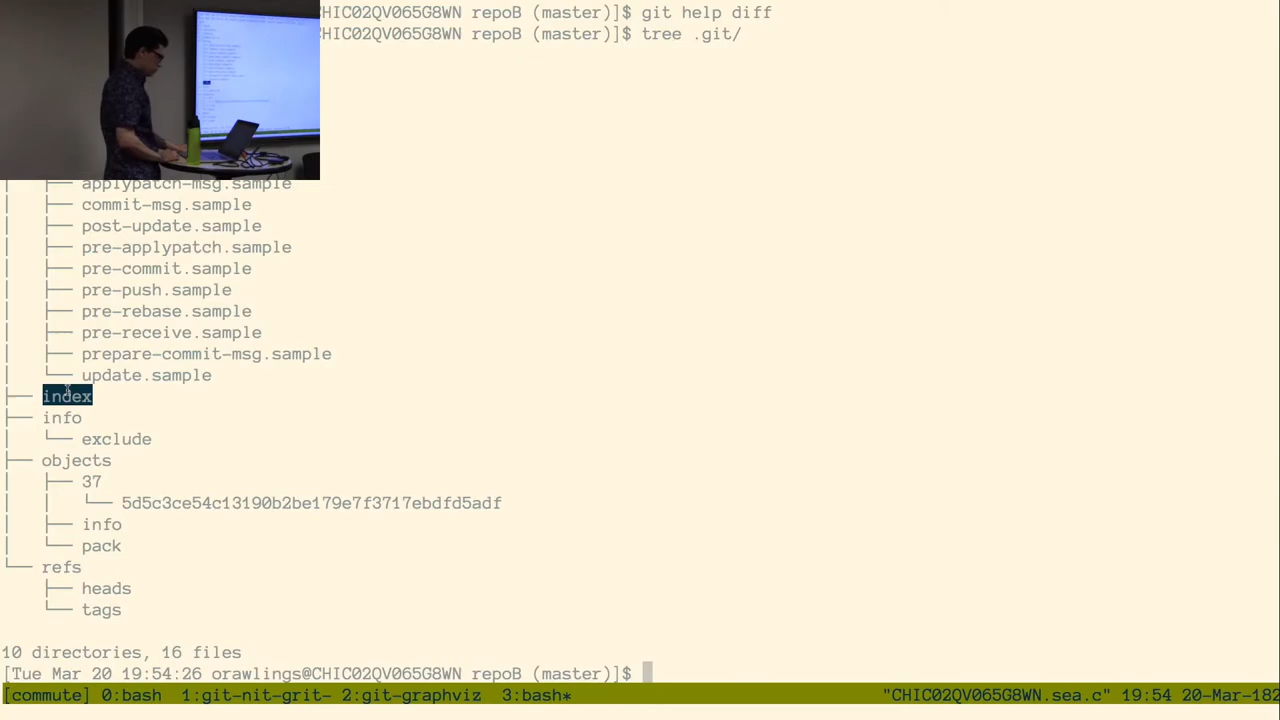 CHIC02QV065G8WN repoB (master)]$ git help diff
CHIC02QV065G8WN repoB (master)]$ tree .git/
│   ├── applypatch-msg.sample
│   ├── commit-msg.sample
│   ├── post-update.sample
│   ├── pre-applypatch.sample
│   ├── pre-commit.sample
│   ├── pre-push.sample
│   ├── pre-rebase.sample
│   ├── pre-receive.sample
│   ├── prepare-commit-msg.sample
│   └── update.sample
├── index
├── info
│   └── exclude
├── objects
│   ├── 37
│   │   └── 5d5c3ce54c13190b2be179e7f3717ebdfd5adf
│   ├── info
│   └── pack
└── refs
    ├── heads
    └── tags
10 directories, 16 files
[Tue Mar 20 19:54:26 orawlings@CHIC02QV065G8WN repoB (master)]$
[commute] 0:bash  1:git-nit-grit- 2:git-graphviz  3:bash* "CHIC02QV065G8WN.sea.c" 19:54 20-Mar-182